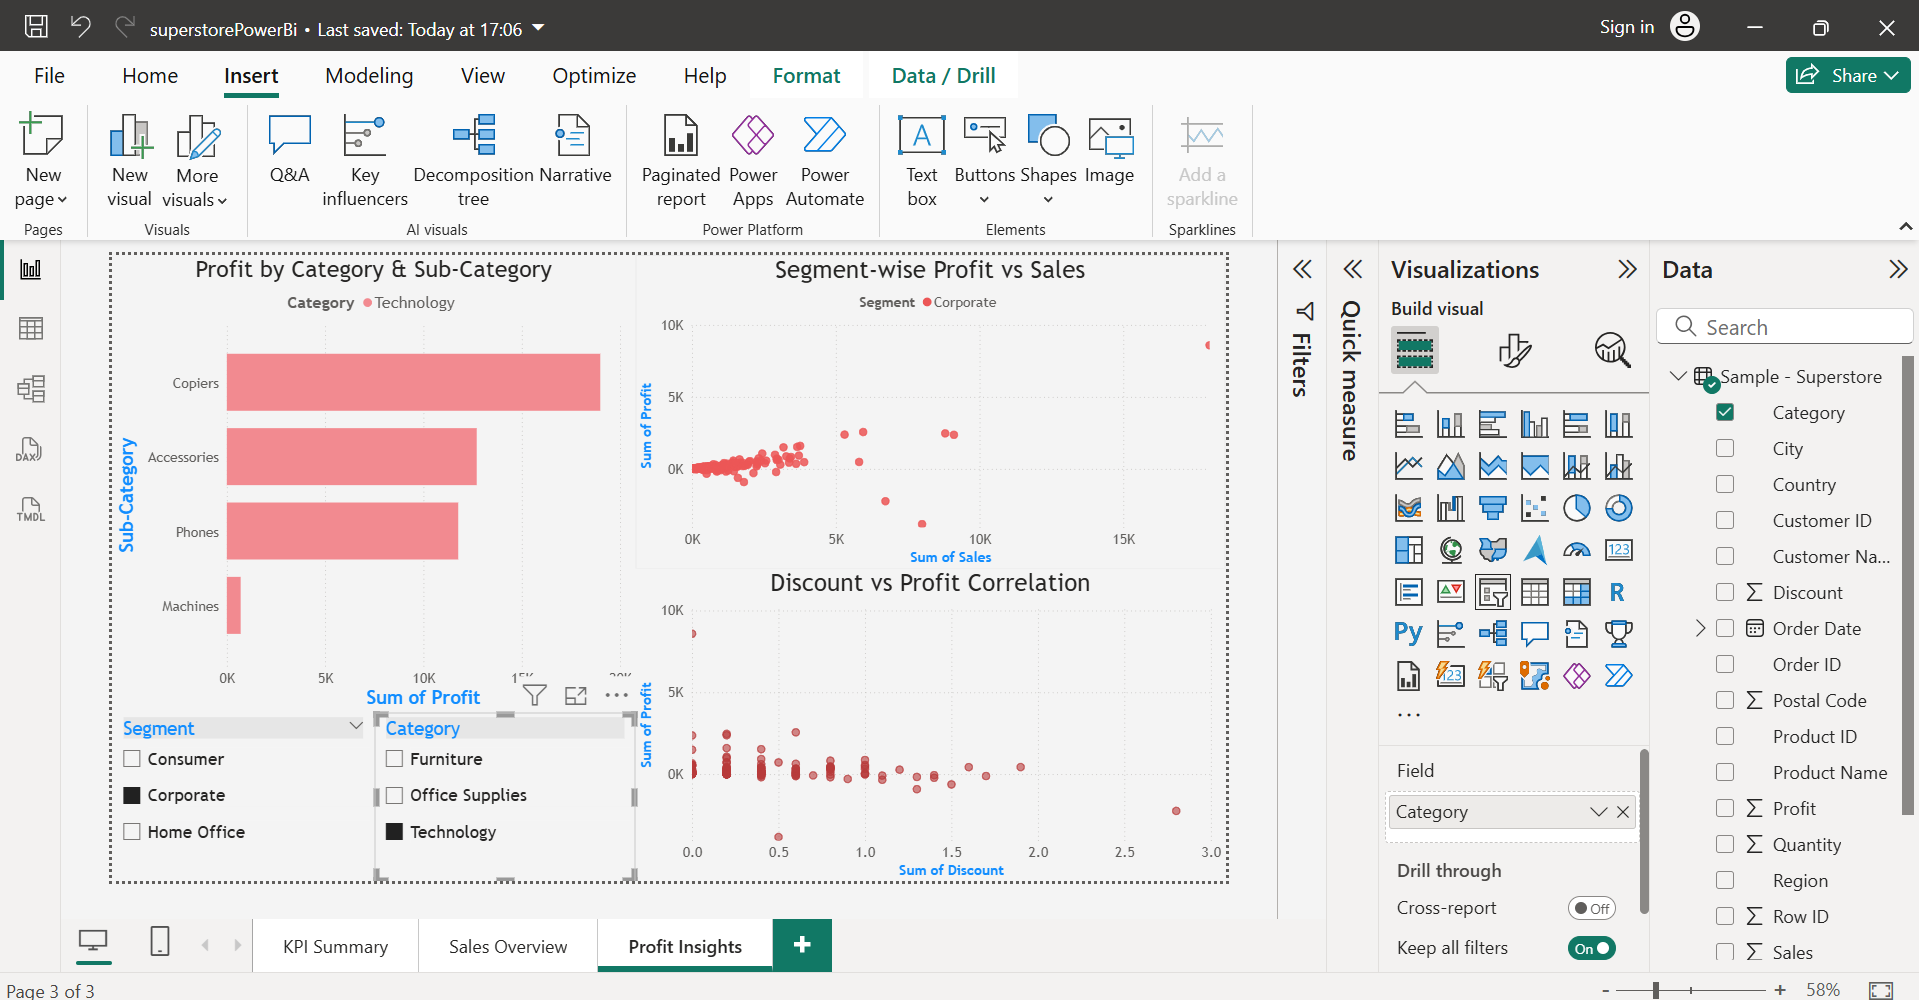 superstorePowerBi • Last saved: Today at 17:06
Sign in
File
Home
Insert
Modeling
View
Optimize
Help
Format
Data / Drill
Share
New page
New visual
More visuals
Q&A
Key influencers
Decomposition tree
Narrative
Paginated report
Power Apps
Power Automate
Text box
Buttons
Shapes
Image
Add a sparkline
Pages
Visuals
AI visuals
Power Platform
Elements
Sparklines
DAX
TMDL
Profit by Category & Sub-Category
Category Technology
Sub-Category
Copiers
Accessories
Phones
Machines
0K 5K 10K
Sum of Profit
Segment
Consumer
Corporate
Home Office
Category
Furniture
Office Supplies
Technology
Segment-wise Profit vs Sales
Segment Corporate
Sum of Profit
10K
5K
0K
0K 5K 10K 15K
Sum of Sales
Discount vs Profit Correlation
Sum of Profit
10K
5K
0K
0.0 0.5 1.0 1.5 2.0 2.5 3.0
Sum of Discount
Filters
Quick measure
Visualizations
Build visual
123
R
Py
123
Field
Category
Drill through
Cross-report
Off
Keep all filters
On
Data
Search
Sample - Superstore
Category
City
Country
Customer ID
Customer Na...
Discount
Order Date
Order ID
Postal Code
Product ID
Product Name
Profit
Quantity
Region
Row ID
Sales
KPI Summary
Sales Overview
Profit Insights
Page 3 of 3
58%